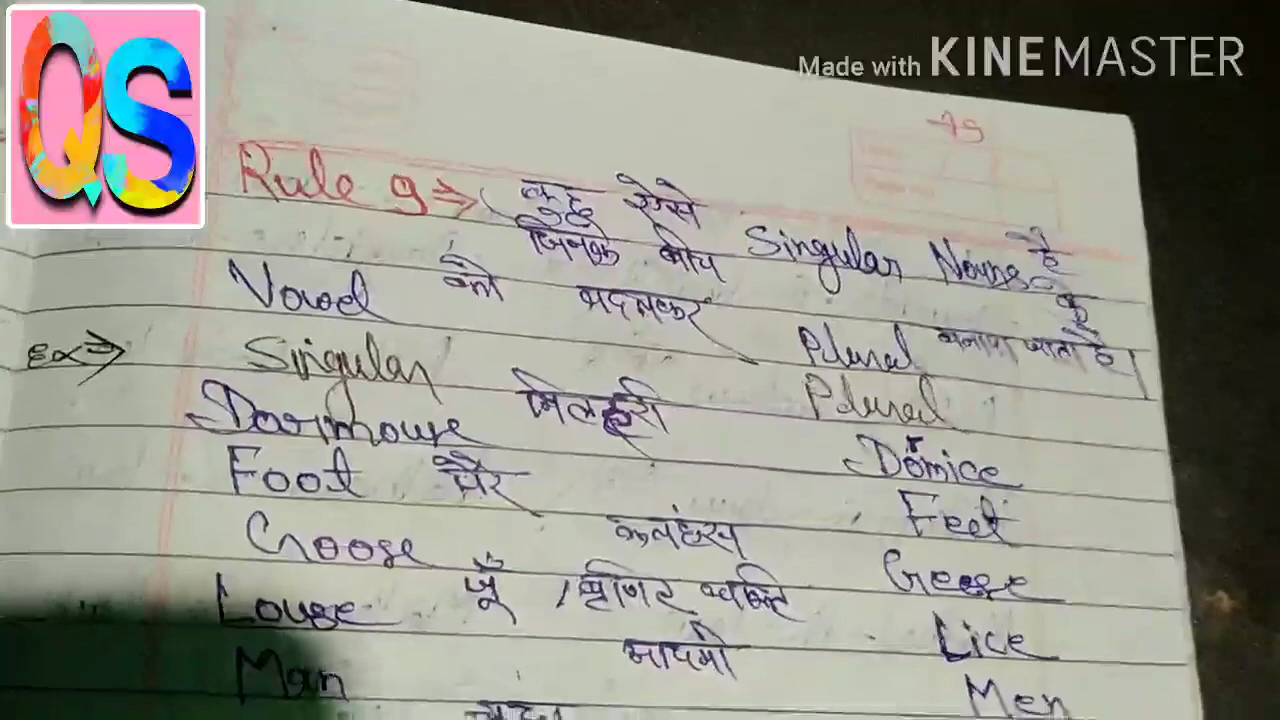 QS
Made with KINEMASTER
Rule 9⇒ कुछ ऐसे Singular Nouns है
जिनके बीच के
Vowel को बदलकर Plural बनाया जाता है।
Ex⇒ Singular Plural
Dormouse गिलहरी Dormice
Foot पैर Feet
Goose कलहंस Geese
Louse जूँ / घृणित व्यक्ति Lice
Man आदमी Men